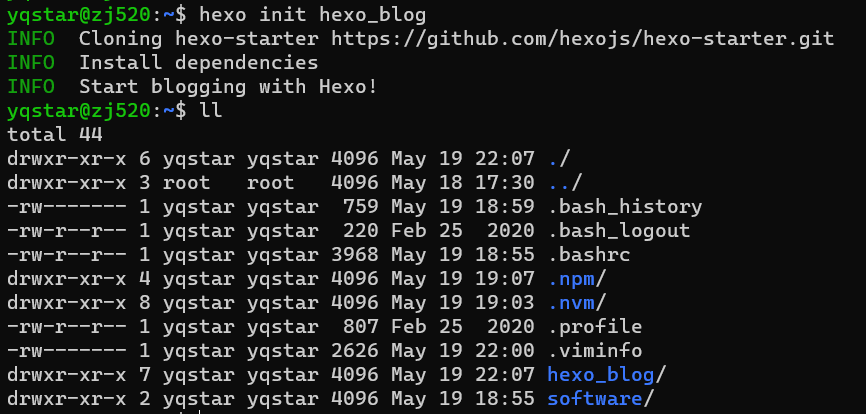 yqstar@zj520:~$ hexo init hexo_blog
INFO  Cloning hexo-starter https://github.com/hexojs/hexo-starter.git
INFO  Install dependencies
INFO  Start blogging with Hexo!
yqstar@zj520:~$ ll
total 44
drwxr-xr-x 6 yqstar yqstar 4096 May 19 22:07 ./
drwxr-xr-x 3 root   root   4096 May 18 17:30 ../
-rw------- 1 yqstar yqstar  759 May 19 18:59 .bash_history
-rw-r--r-- 1 yqstar yqstar  220 Feb 25  2020 .bash_logout
-rw-r--r-- 1 yqstar yqstar 3968 May 19 18:55 .bashrc
drwxr-xr-x 4 yqstar yqstar 4096 May 19 19:07 .npm/
drwxr-xr-x 8 yqstar yqstar 4096 May 19 19:03 .nvm/
-rw-r--r-- 1 yqstar yqstar  807 Feb 25  2020 .profile
-rw------- 1 yqstar yqstar 2626 May 19 22:00 .viminfo
drwxr-xr-x 7 yqstar yqstar 4096 May 19 22:07 hexo_blog/
drwxr-xr-x 2 yqstar yqstar 4096 May 19 18:55 software/